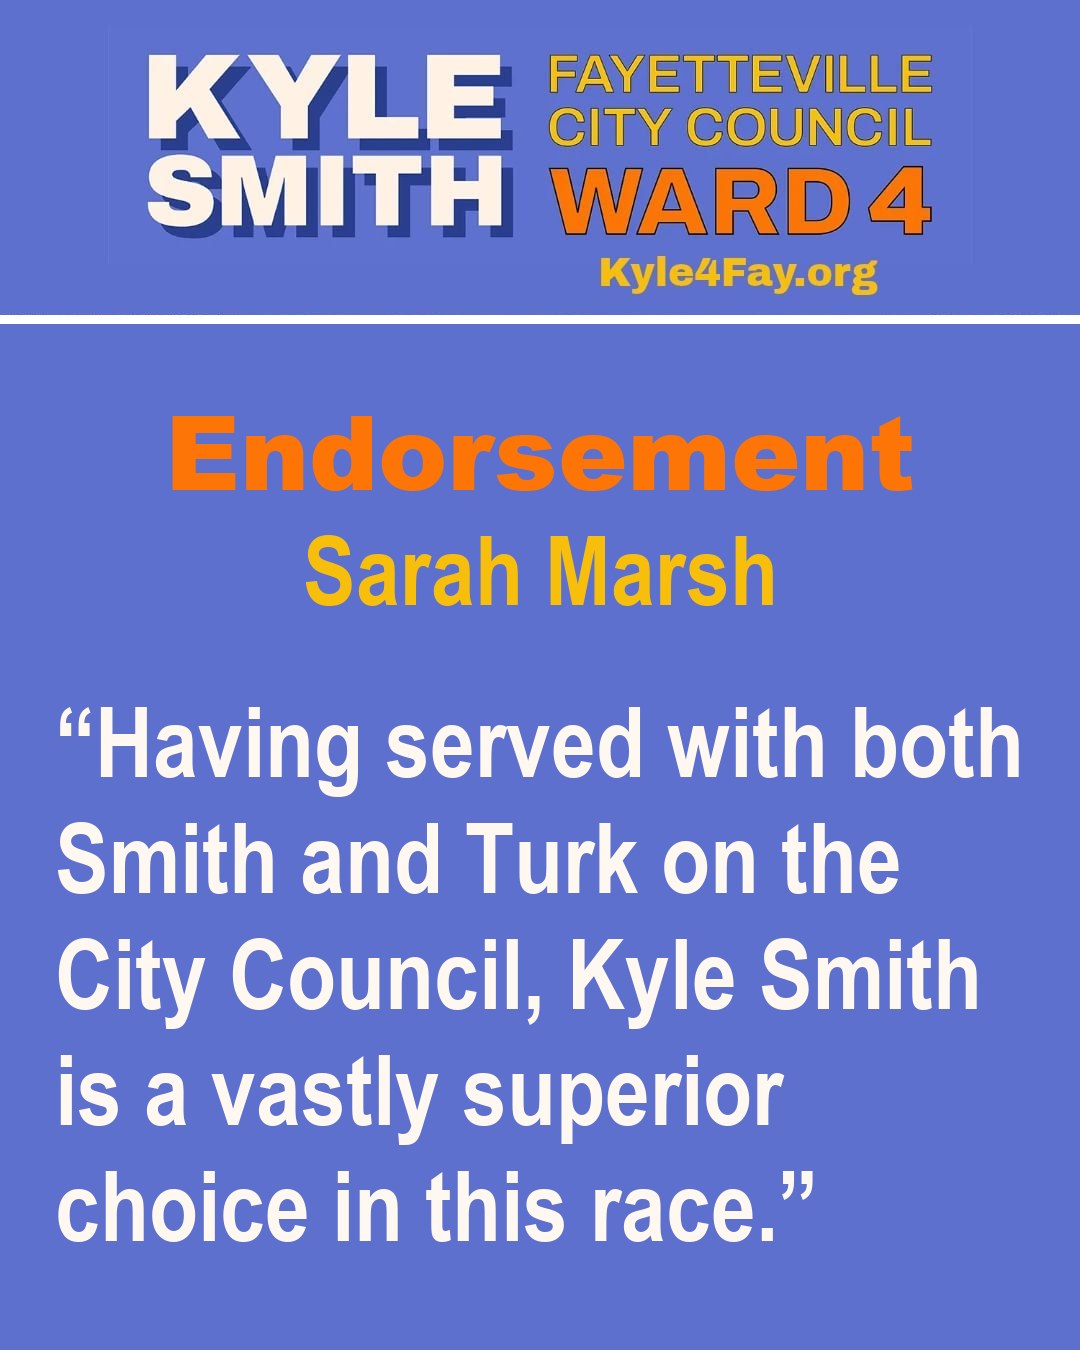 KYLE
SMITH
FAYETTEVILLE
CITY COUNCIL
WARD 4
Kyle4Fay.org
Endorsement
Sarah Marsh
“Having served with both
Smith and Turk on the
City Council, Kyle Smith
is a vastly superior
choice in this race.”